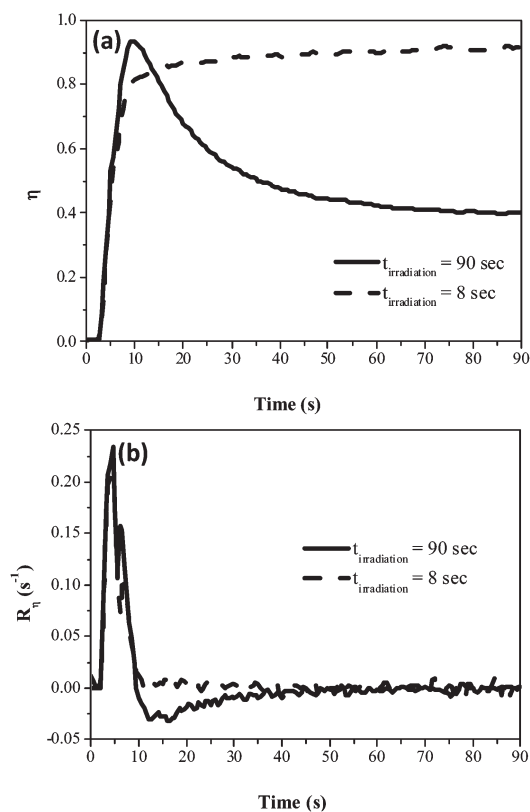 (a)
1.0
0.8
0.6
0.4
0.2
0.0
η
t_irradiation = 90 sec
t_irradiation = 8 sec
0 10 20 30 40 50 60 70 80 90
Time (s)
(b)
0.25
0.20
0.15
0.10
0.05
0.00
-0.05
R_η (s⁻¹)
t_irradiation = 90 sec
t_irradiation = 8 sec
0 10 20 30 40 50 60 70 80 90
Time (s)